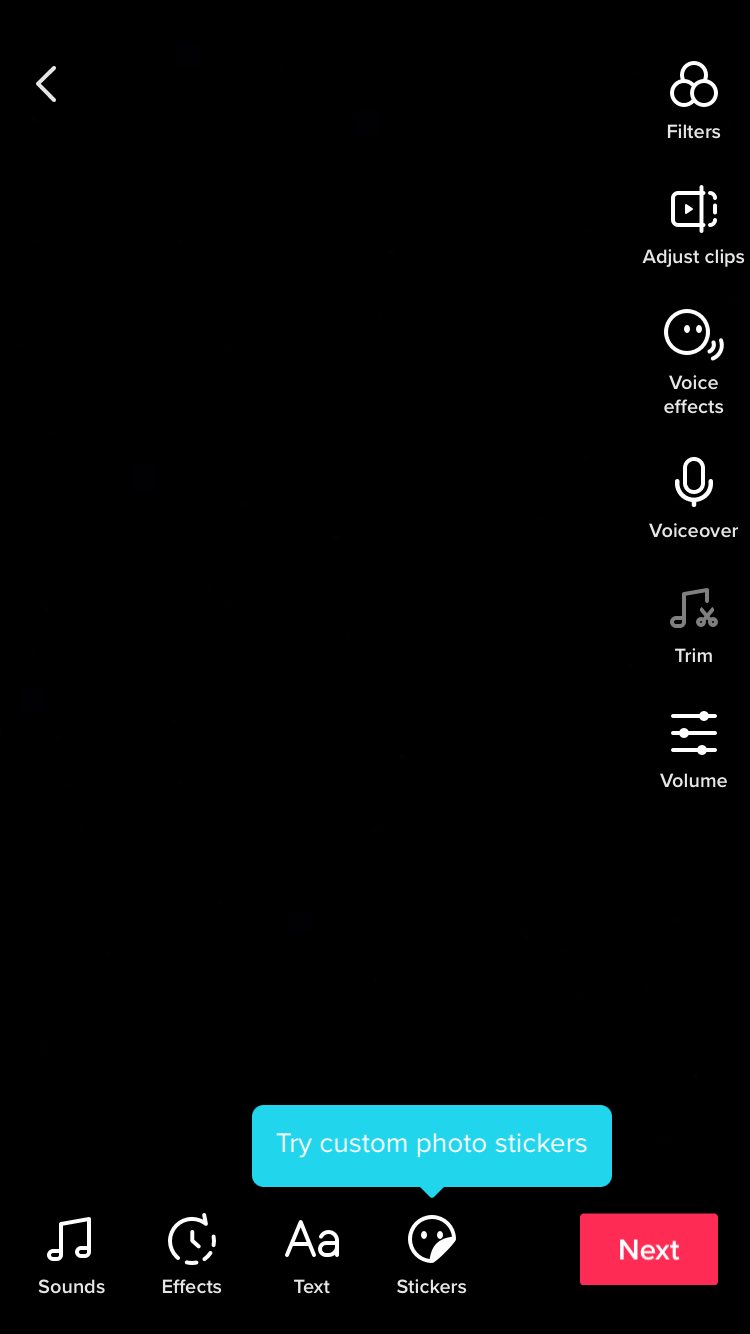 Filters
Adjust clips
Voice
effects
Voiceover
Trim
Volume
Try custom photo stickers
Sounds
Effects
Aa
Text
Stickers
Next